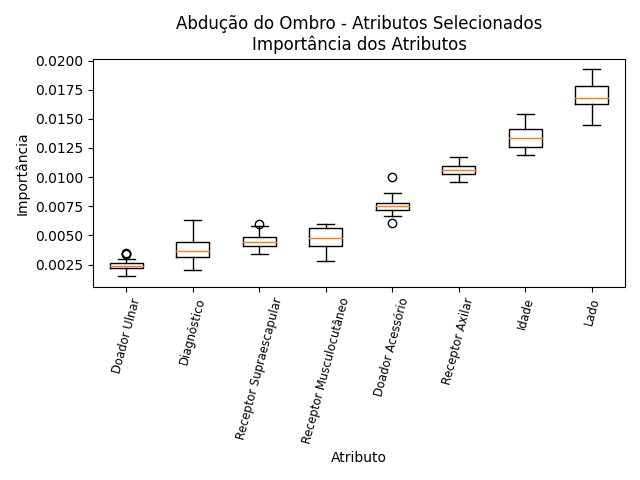 Abdução do Ombro - Atributos Selecionados
Importância dos Atributos
0.0200
0.0175
0.0150
0.0125
0.0100
0.0075
0.0050
0.0025
Importância
Doador Ulnar
Diagnóstico
Receptor Supraescapular
Receptor Musculocutâneo
Doador Acessório
Receptor Axilar
Idade
Lado
Atributo